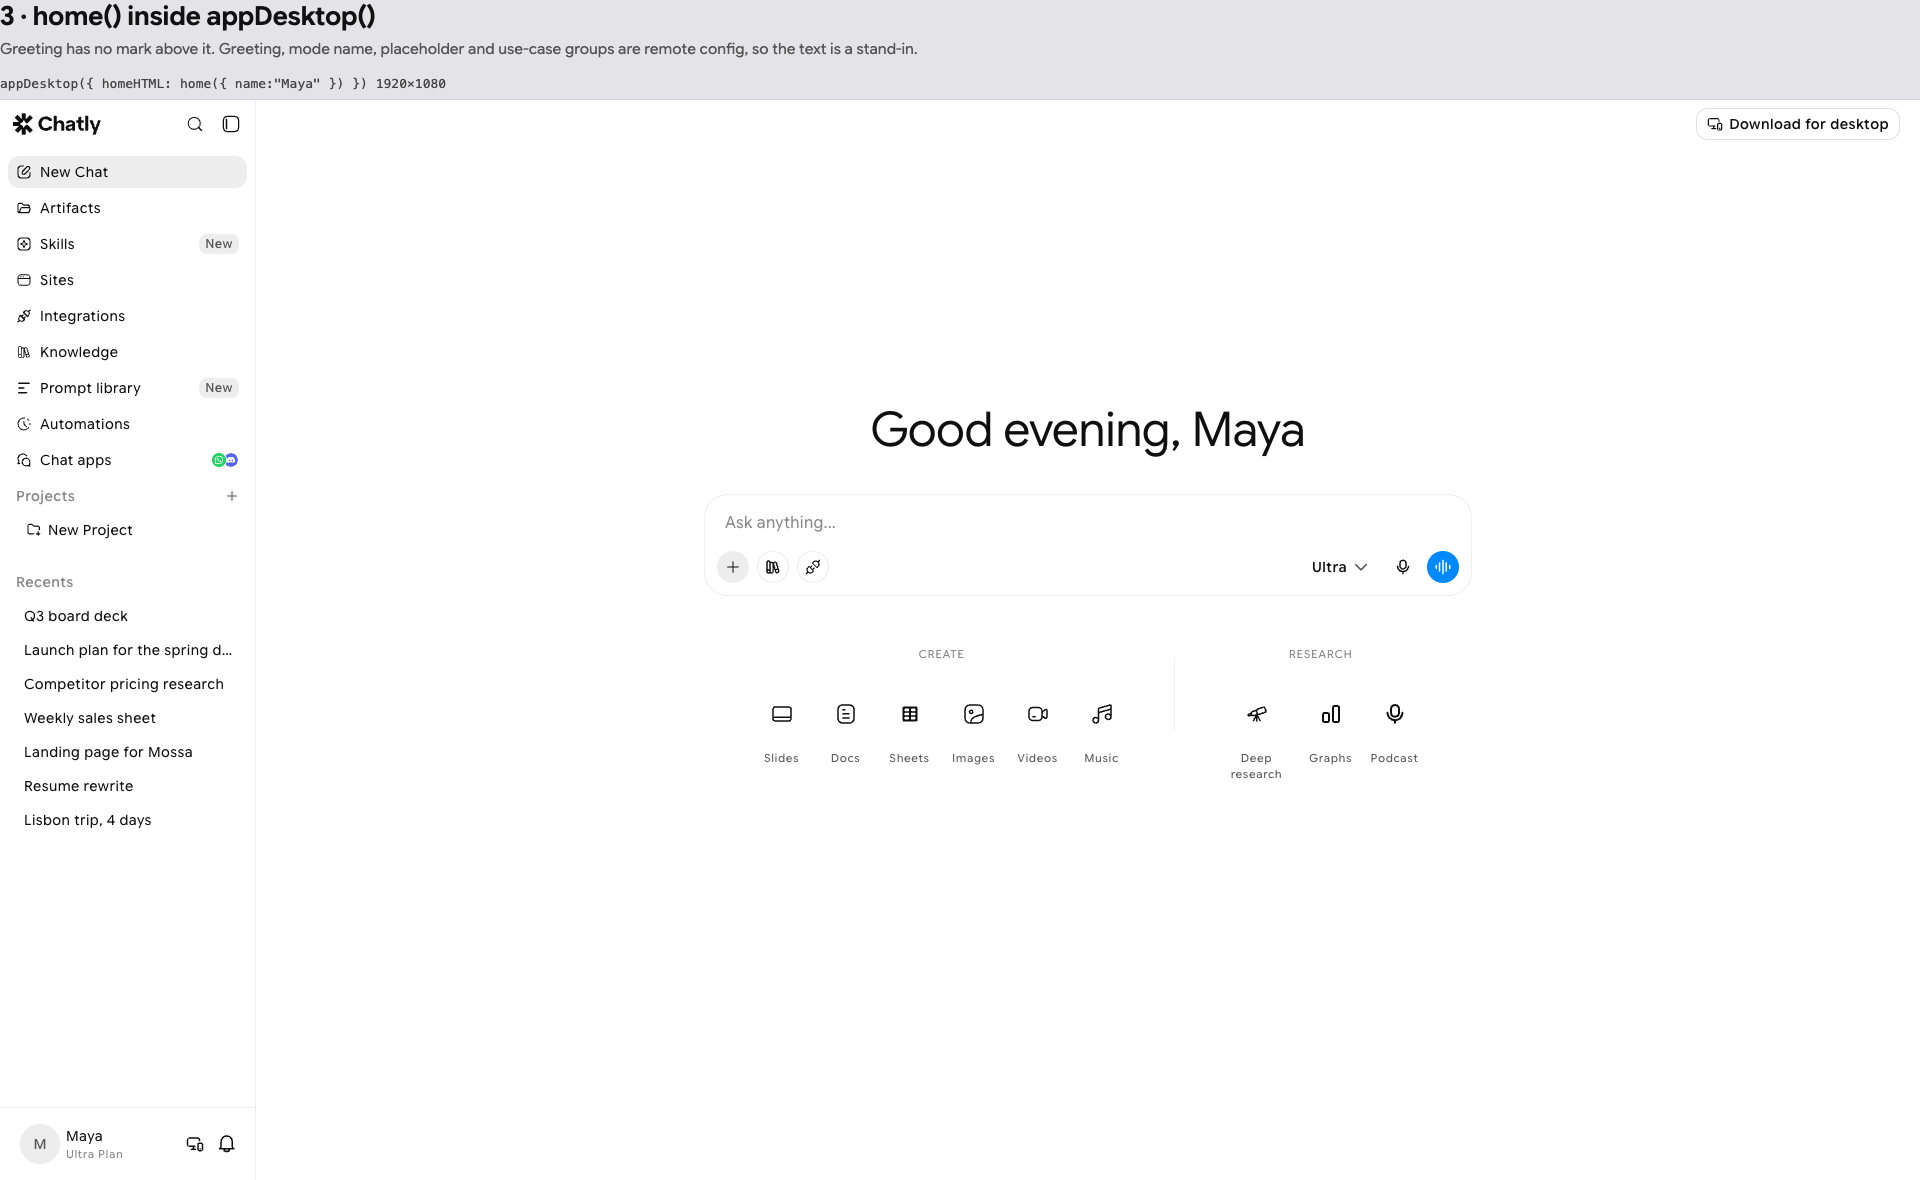 3 · home() inside appDesktop()
Greeting has no mark above it. Greeting, mode name, placeholder and use-case groups are remote config, so the text is a stand-in.
appDesktop({ homeHTML: home({ name:"Maya" }) }) 1920×1080
Chatly
Download for desktop
New Chat
Artifacts
Skills New
Sites
Integrations
Knowledge
Prompt library New
Automations
Chat apps
Projects
New Project
Recents
Q3 board deck
Launch plan for the spring d...
Competitor pricing research
Weekly sales sheet
Landing page for Mossa
Resume rewrite
Lisbon trip, 4 days
M
Maya
Ultra Plan
Good evening, Maya
Ask anything...
Ultra
CREATE
Slides Docs Sheets Images Videos Music
RESEARCH
Deep research
Graphs Podcast